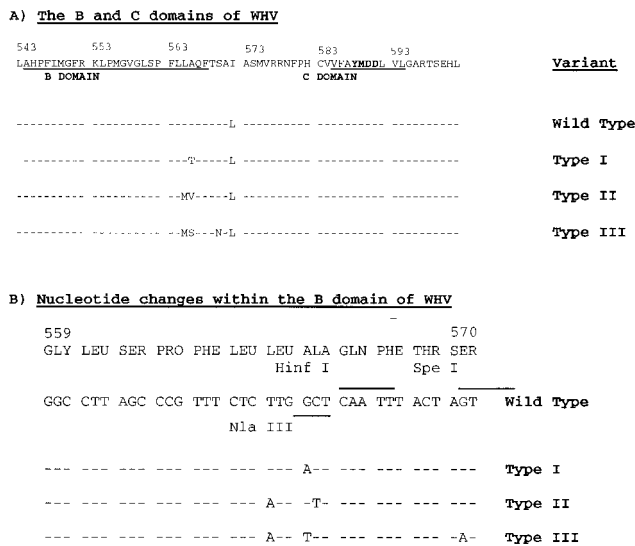 A) The B and C domains of WHV
543 553 563 573 583 593
LAHPFIMGFR KLPMGVGLSP FLLAQFTSAI ASMVRRNFPH CVVFAYMDDL VLGARTSEHL Variant
B DOMAIN C DOMAIN
-----------------------------L------------------------------ Wild Type
-----------------------T-----L------------------------------ Type I
----------------------MV-----L------------------------------ Type II
----------------------MS----N-L------------------------------ Type III
B) Nucleotide changes within the B domain of WHV
559 570
GLY LEU SER PRO PHE LEU LEU ALA GLN PHE THR SER
Hinf I Spe I
GGC CTT AGC CCG TTT CTC TTG GCT CAA TTT ACT AGT Wild Type
Nla III
--- --- --- --- --- --- --- A-- --- --- --- --- Type I
--- --- --- --- --- --- A-- -T- --- --- --- --- Type II
--- --- --- --- --- --- A-- T-- --- --- --- -A- Type III